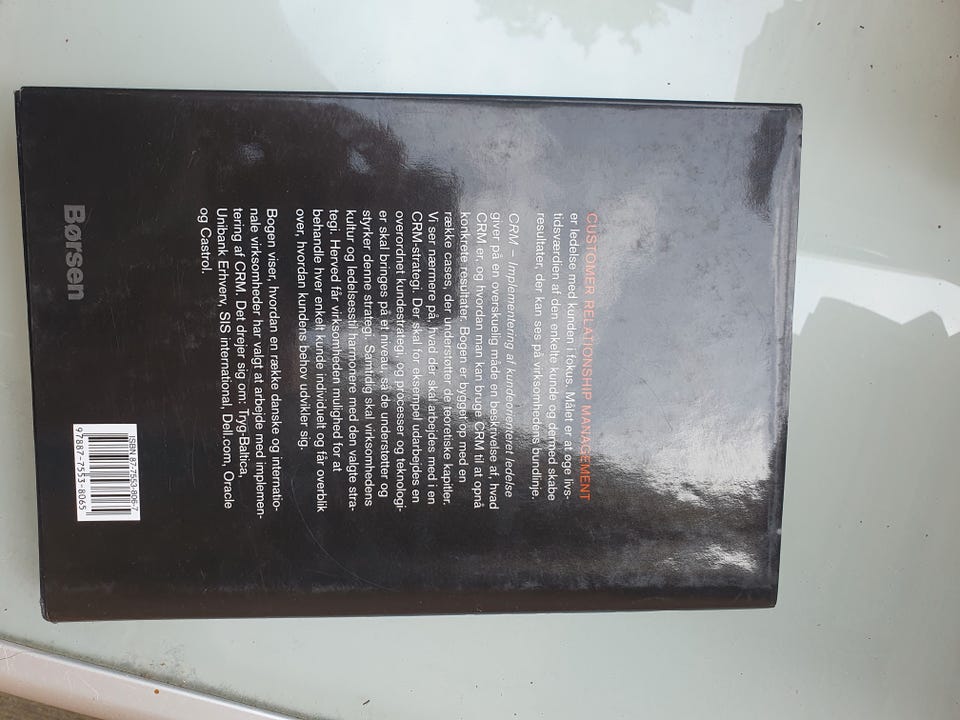 CUSTOMER RELATIONSHIP MANAGEMENT
er ledelse med kunden i fokus. Målet er at øge livs-
tidsværdien af den enkelte kunde og dermed skabe
resultater, der kan ses på virksomhedens bundlinje.
CRM – Implementering af kundeorienteret ledelse
giver på en overskuelig måde en beskrivelse af, hvad
CRM er, og hvordan man kan bruge CRM til at opnå
konkrete resultater. Bogen er bygget op med en
række cases, der understøtter de teoretiske kapitler.
Vi ser nærmere på, hvad der skal arbejdes med i en
CRM-strategi. Der skal for eksempel udarbejdes en
overordnet kundestrategi, og processer og teknologi-
er skal bringes på et niveau, så de understøtter og
styrker denne strategi. Samtidig skal virksomhedens
kultur og ledelsesstil harmonere med den valgte stra-
tegi. Herved får virksomheden mulighed for at
behandle hver enkelt kunde individuelt og få overblik
over, hvordan kundens behov udvikler sig.
Bogen viser, hvordan en række danske og internatio-
nale virksomheder har valgt at arbejde med implemen-
tering af CRM. Det drejer sig om: Tryg-Baltica,
Unibank Erhverv, SIS international, Dell.com, Oracle
og Castrol.
Børsen
ISBN 87-7553-806-7
9788775538065